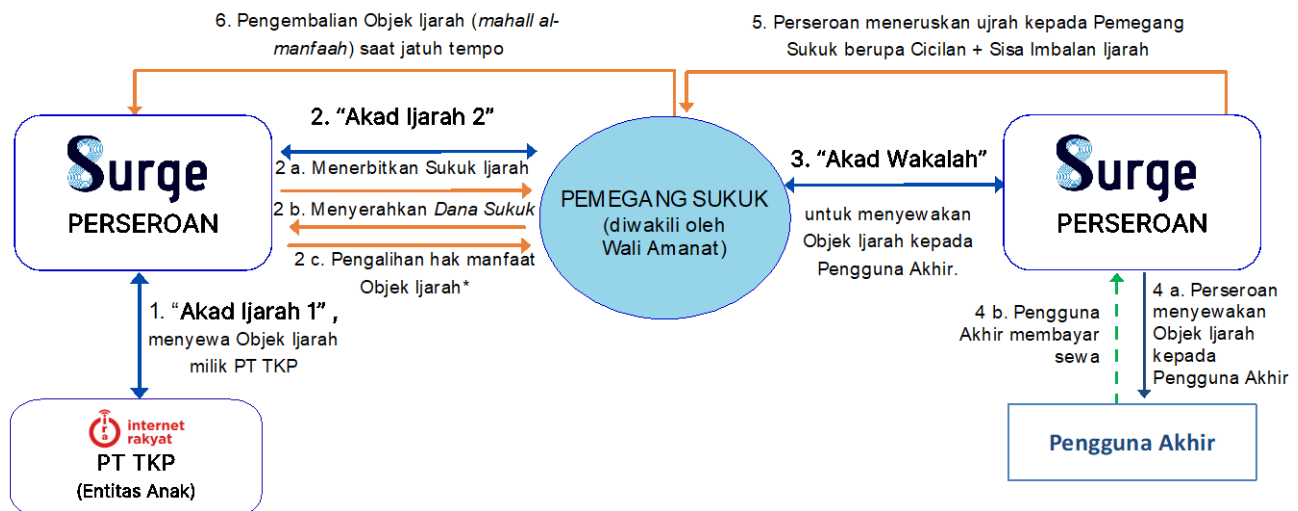 6. Pengembalian Objek Ijarah (mahall al-
manfaah) saat jatuh tempo
5. Perseroan meneruskan ujrah kepada Pemegang
Sukuk berupa Cicilan + Sisa Imbalan Ijarah
Surge
PERSEROAN
2. “Akad Ijarah 2”
2 a. Menerbitkan Sukuk Ijarah
2 b. Menyerahkan Dana Sukuk
2 c. Pengalihan hak manfaat
Objek Ijarah*
PEMEGANG SUKUK
(diwakili oleh
Wali Amanat)
3. “Akad Wakalah”
untuk menyewakan
Objek Ijarah kepada
Pengguna Akhir.
Surge
PERSEROAN
1. “Akad Ijarah 1” ,
menyewa Objek Ijarah
milik PT TKP
4 b. Pengguna
Akhir membayar
sewa
4 a. Perseroan
menyewakan
Objek Ijarah
kepada
Pengguna Akhir
ira
internet
rakyat
PT TKP
(Entitas Anak)
Pengguna Akhir